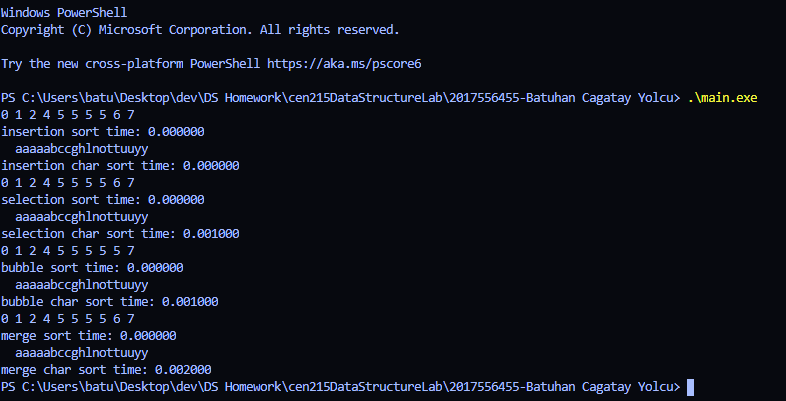 Windows PowerShell
Copyright (C) Microsoft Corporation. All rights reserved.
Try the new cross-platform PowerShell https://aka.ms/pscore6
PS C:\Users\batu\Desktop\dev\DS Homework\cen215DataStructureLab\2017556455-Batuhan Cagatay Yolcu> .\main.exe
0 1 2 4 5 5 5 5 6 7
insertion sort time: 0.000000
  aaaaabccghlnottuuyy
insertion char sort time: 0.000000
0 1 2 4 5 5 5 5 6 7
selection sort time: 0.000000
  aaaaabccghlnottuuyy
selection char sort time: 0.001000
0 1 2 4 5 5 5 5 5 7
bubble sort time: 0.000000
  aaaaabccghlnottuuyy
bubble char sort time: 0.001000
0 1 2 4 5 5 5 5 6 7
merge sort time: 0.000000
  aaaaabccghlnottuuyy
merge char sort time: 0.002000
PS C:\Users\batu\Desktop\dev\DS Homework\cen215DataStructureLab\2017556455-Batuhan Cagatay Yolcu>